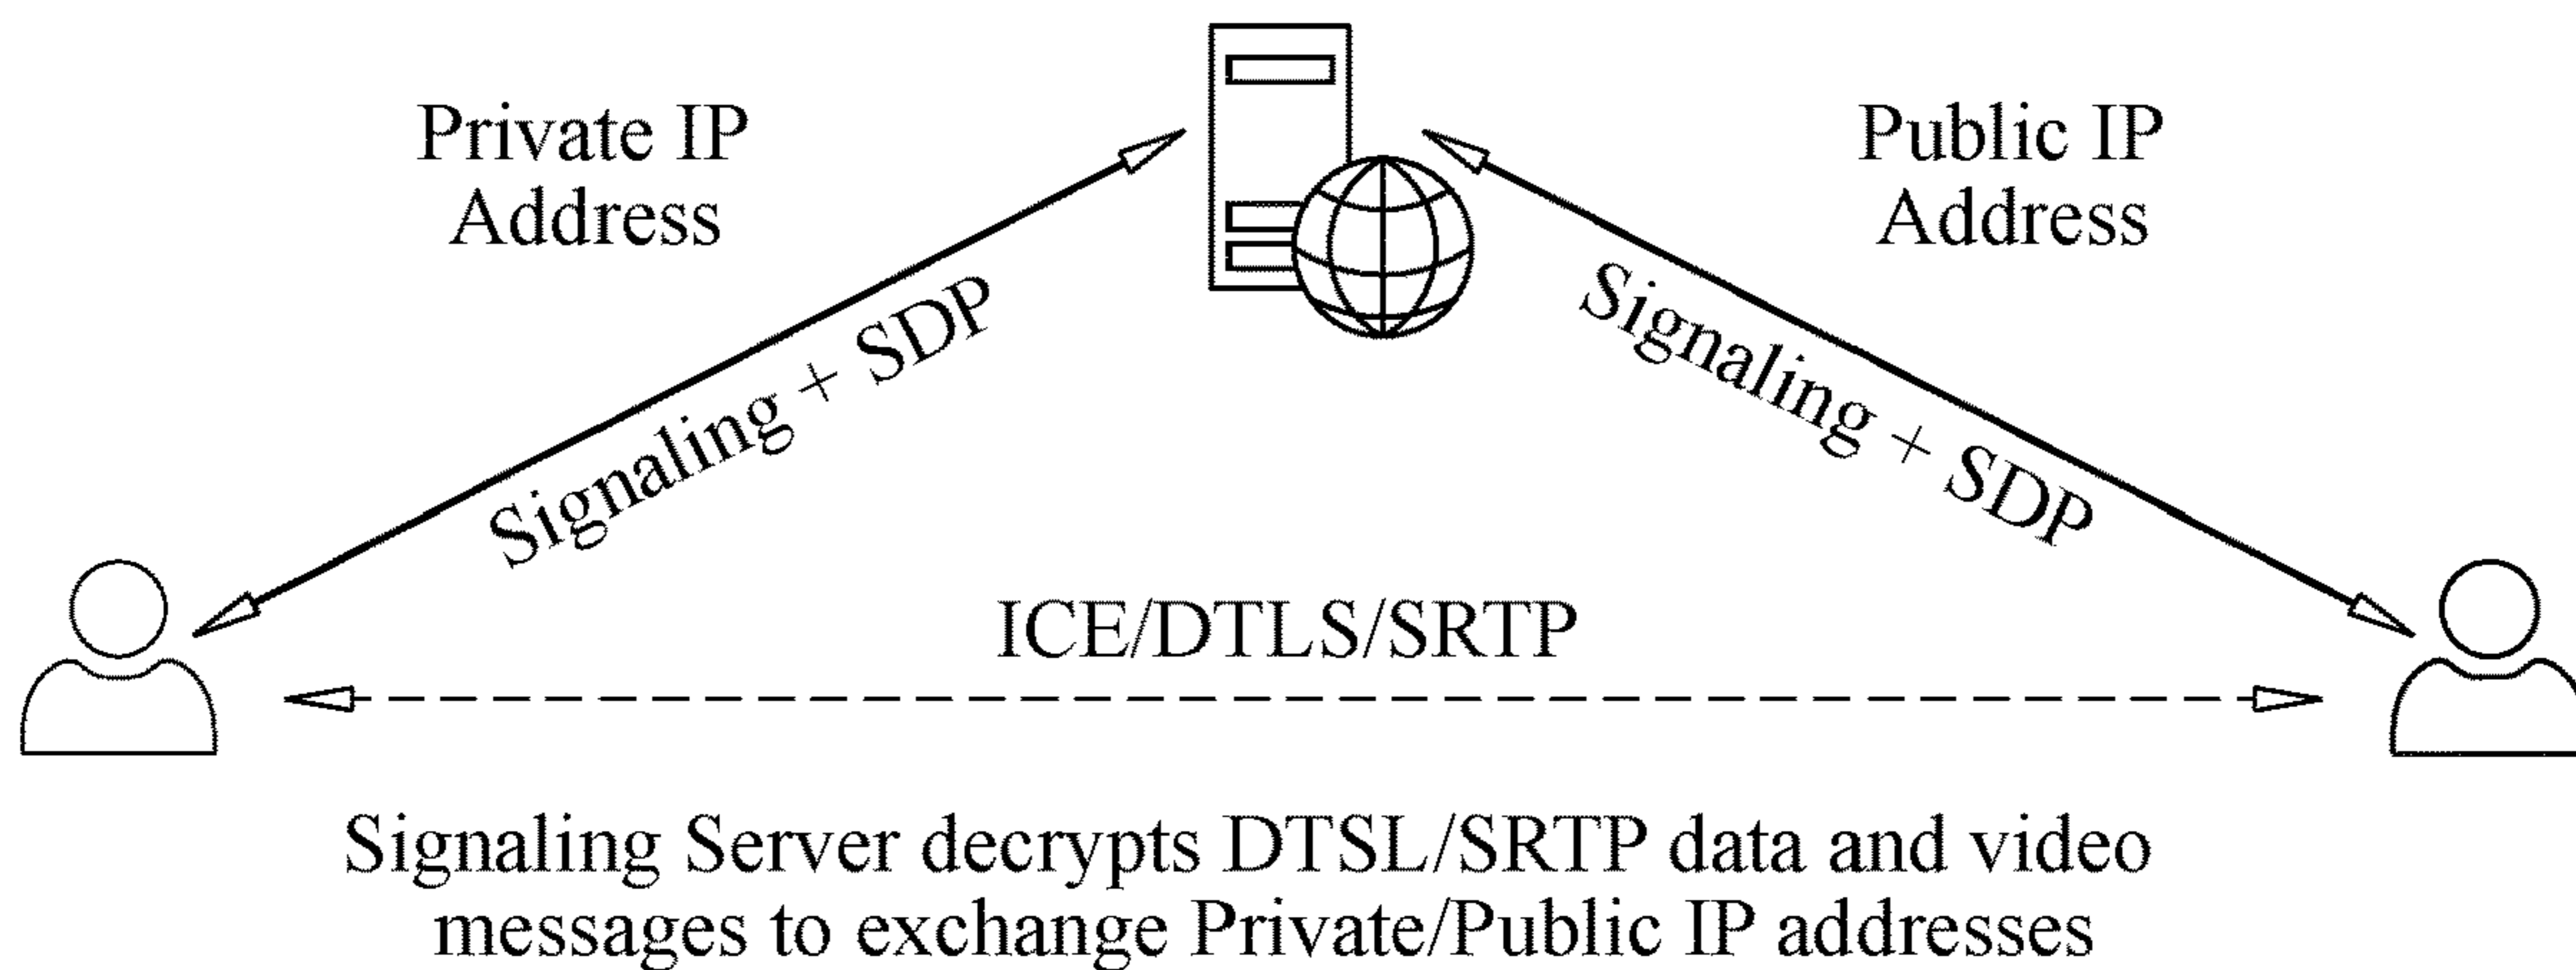 Private IP
Address
Public IP
Address
Signaling + SDP
Signaling + SDP
ICE/DTLS/SRTP
Signaling Server decrypts DTSL/SRTP data and video
messages to exchange Private/Public IP addresses